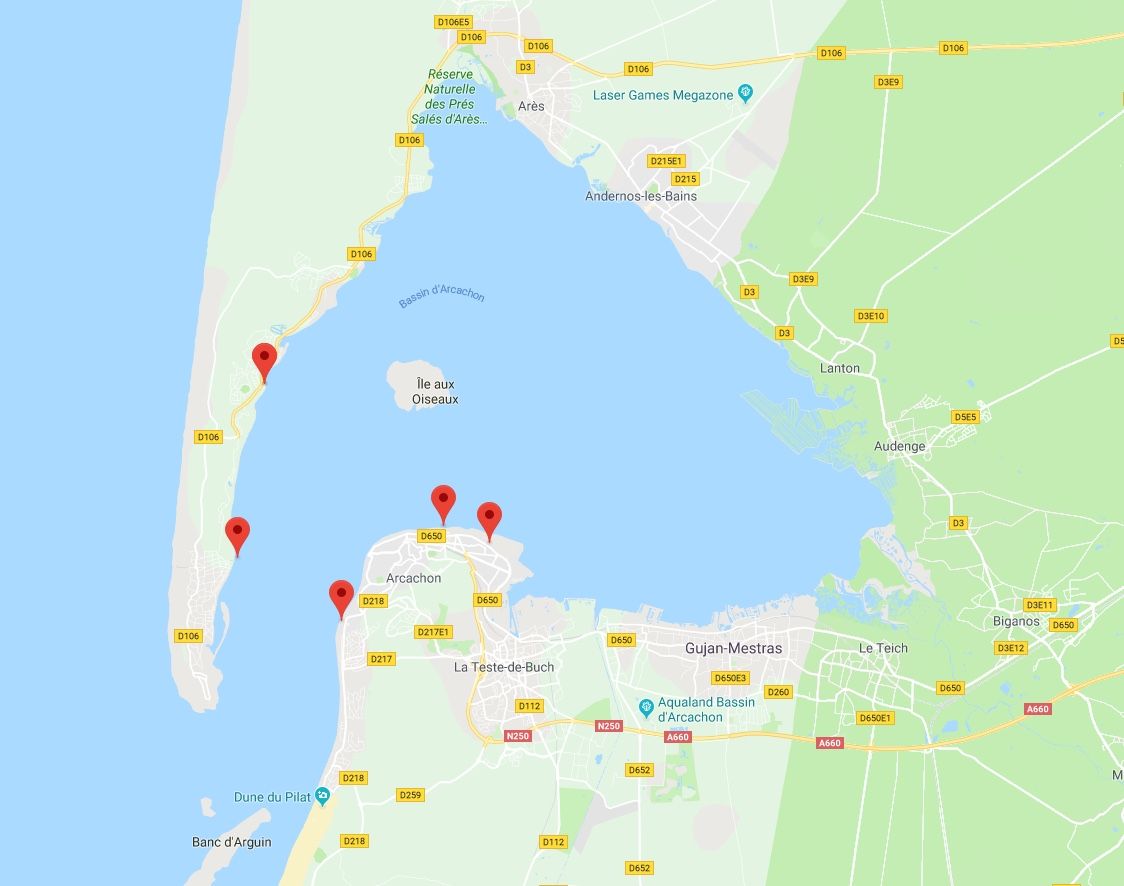 D106E5
D106
D106
D3
D106
D106
D106
D3E9
Réserve
Naturelle
des Prés
Salés d'Arès...
Laser Games Megazone
Arès
D106
D215E1
D215
Andernos-les-Bains
D106
D3E9
D3
Bassin d'Arcachon
D3E10
D3
D5
Lanton
Île aux
Oiseaux
D5E5
D106
Audenge
D3
D650
Arcachon
D218
D650
D3E11
Biganos
D650
D217E1
D106
D650
Gujan-Mestras
Le Teich
D3E12
D217
La Teste-de-Buch
D650E3
D260
D650
D112
Aqualand Bassin
d'Arcachon
A660
D650E1
N250
N250
A660
A660
D652
M
D218
Dune du Pilat
D259
Banc d'Arguin
D218
D112
D652